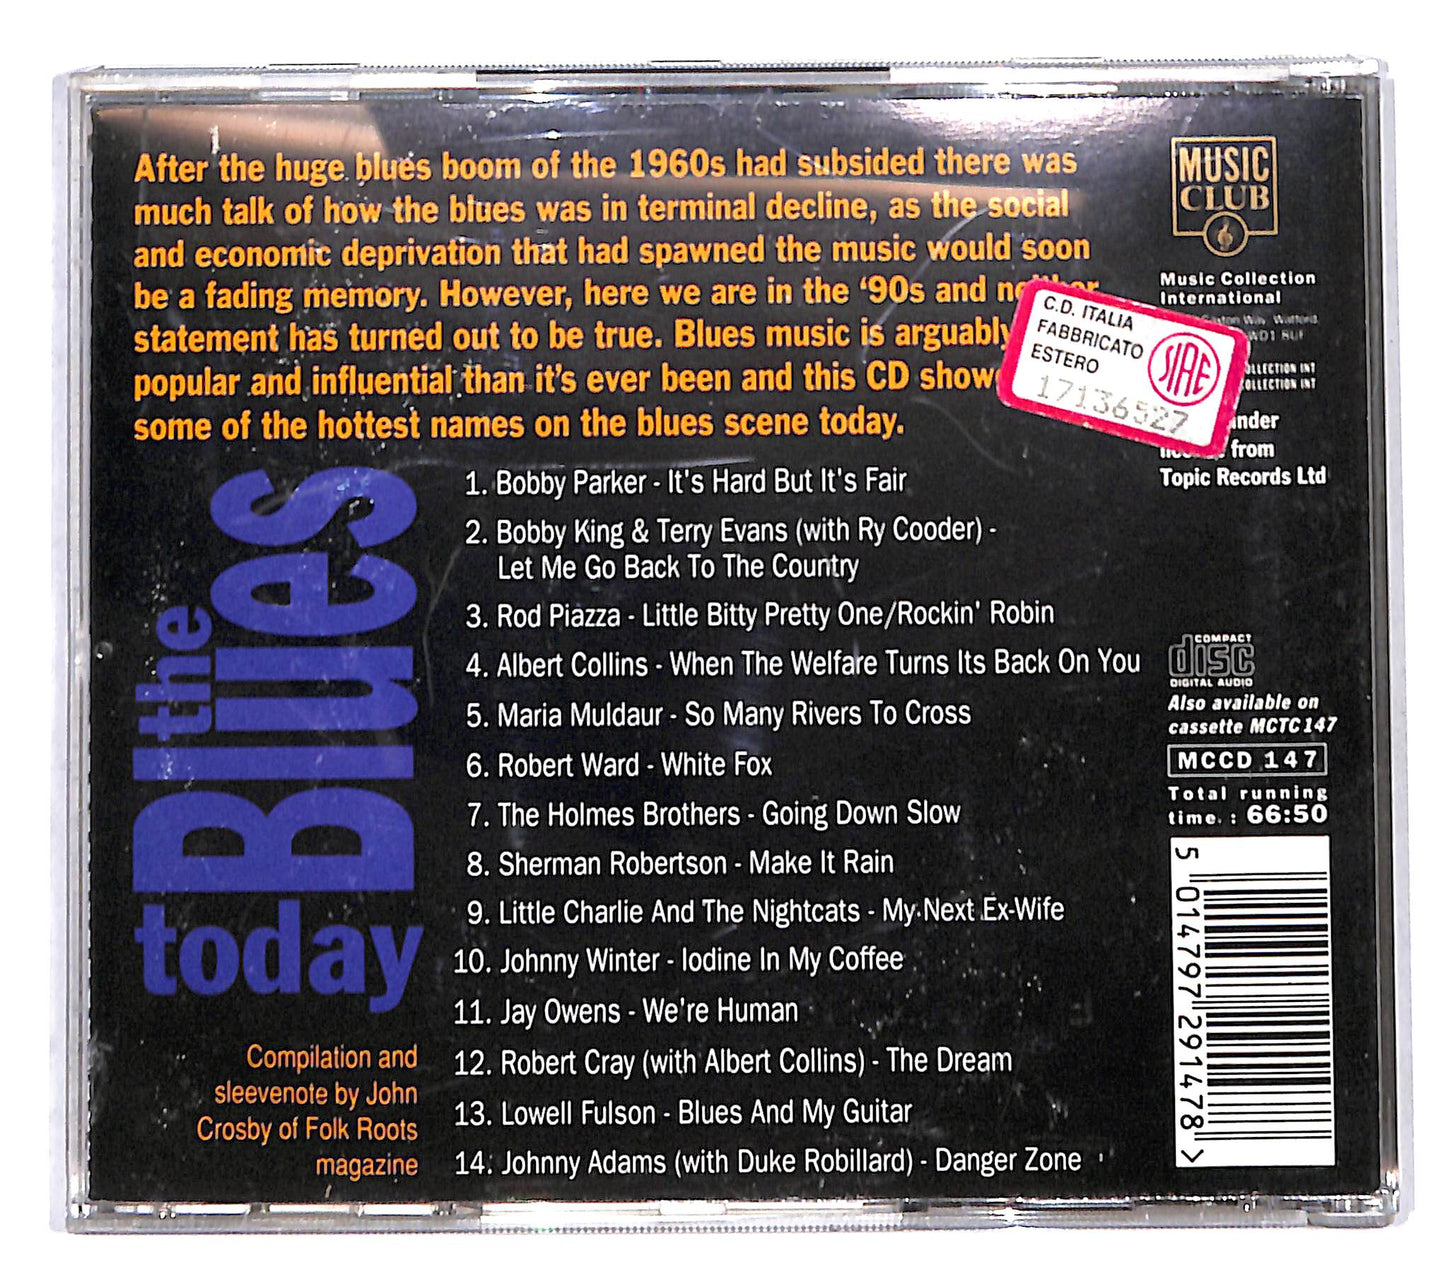 After the huge blues boom of the 1960s had subsided there was
much talk of how the blues was in terminal decline, as the social
and economic deprivation that had spawned the music would soon
be a fading memory. However, here we are in the '90s and
statement has turned out to be true. Blues music is arguably
popular and influential than it's ever been and this CD
some of the hottest names on the blues scene today.
MUSIC
CLUB
Music Collection
International
Way, Watford,
WD1 8UF
COLLECTION INT
COLLECTION INT
from
Topic Records Ltd
C.D. ITALIA
FABBRICATO
ESTERO
SIAE
17136527
the
Blues
today
1. Bobby Parker - It's Hard But It's Fair
2. Bobby King & Terry Evans (with Ry Cooder) -
Let Me Go Back To The Country
3. Rod Piazza - Little Bitty Pretty One/Rockin' Robin
4. Albert Collins - When The Welfare Turns Its Back On You
5. Maria Muldaur - So Many Rivers To Cross
6. Robert Ward - White Fox
7. The Holmes Brothers - Going Down Slow
8. Sherman Robertson - Make It Rain
9. Little Charlie And The Nightcats - My Next Ex-Wife
10. Johnny Winter - Iodine In My Coffee
11. Jay Owens - We're Human
12. Robert Cray (with Albert Collins) - The Dream
13. Lowell Fulson - Blues And My Guitar
14. Johnny Adams (with Duke Robillard) - Danger Zone
Compilation and
sleevenote by John
Crosby of Folk Roots
magazine
COMPACT
disc
DIGITAL AUDIO
Also available on
cassette MCTC147
MCCD 147
Total running
time. : 66:50
5 014797 291478 >